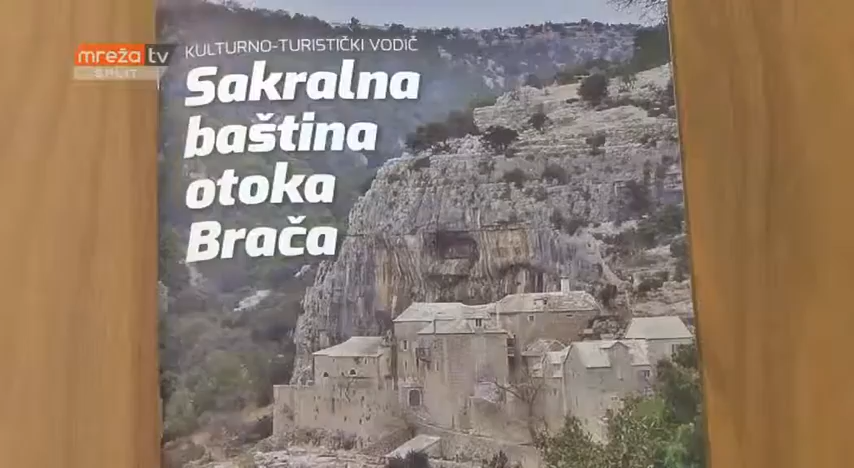 mreža tv
SPLIT
KULTURNO-TURISTIČKI VODIČ
Sakralna
baština
otoka
Brača